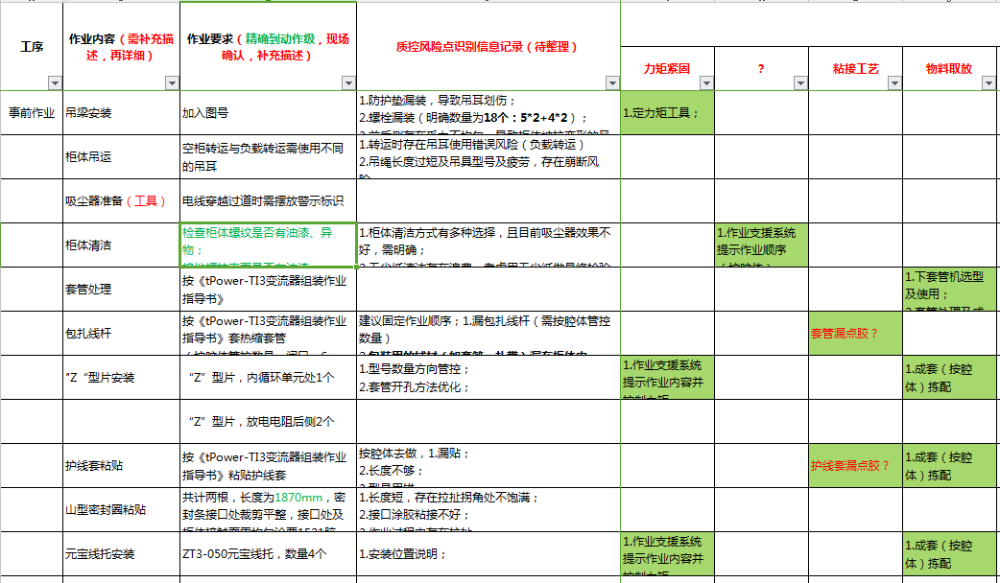 工序
作业内容（需补充描
述，再详细）
作业要求（精确到动作级，现场
确认，补充描述）
质控风险点识别信息记录（待整理）
力矩紧固
?
粘接工艺
物料取放
事前作业
吊梁安装
加入图号
1.防护垫漏装，导致吊耳划伤；
2.螺栓漏装（明确数量为18个：5*2+4*2）；
1.定力矩工具；
柜体吊运
空柜转运与负载转运需使用不同
的吊耳
1.转运时存在吊耳使用错误风险（负载转运）
2.吊绳长度过短及吊具型号及疲劳，存在崩断风
吸尘器准备（工具）
电线穿越过道时需摆放警示标识
柜体清洁
检查柜体螺纹是否有油漆、异
物；
1.柜体清洁方式有多种选择，且目前吸尘器效果不
好，需明确；
1.作业支援系统
提示作业顺序
套管处理
按《tPower-TI3变流器组装作业
指导书》
1.下套管机选型
及使用；
包扎线杆
按《tPower-TI3变流器组装作业
指导书》套热缩套管
建议固定作业顺序；1.漏包扎线杆（需按腔体管控
数量）
套管漏点胶？
"Z“型片安装
“Z”型片，内循环单元处1个
1.型号数量方向管控；
2.套管开孔方法优化；
1.作业支援系统
提示作业内容并
1.成套（按腔
体）拣配
“Z”型片，放电电阻后侧2个
护线套粘贴
按《tPower-TI3变流器组装作业
指导书》粘贴护线套
按腔体去做，1.漏贴；
2.长度不够；
护线套漏点胶？
1.成套（按腔
体）拣配
山型密封圈粘贴
共计两根，长度为1870mm，密
封条接口处裁剪平整，接口处及
1.长度短，存在拉扯拐角处不饱满；
2.接口涂胶粘接不好；
元宝线托安装
ZT3-050元宝线托，数量4个
1.安装位置说明；
1.作业支援系统
提示作业内容并
1.成套（按腔
体）拣配